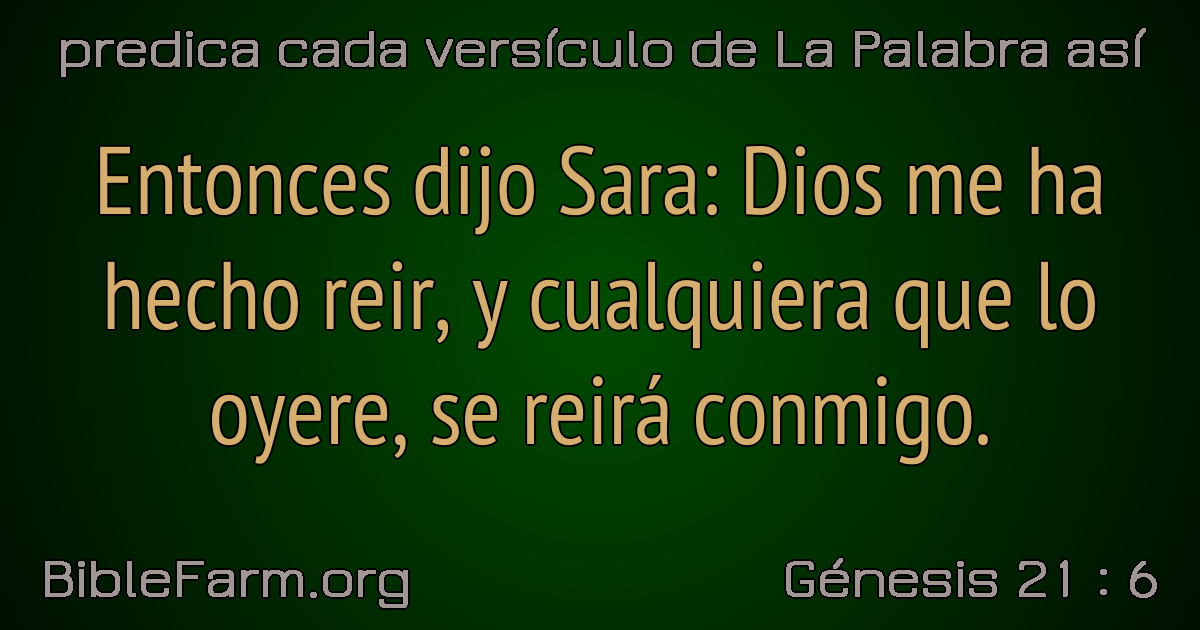 predica cada versículo de La Palabra así
Entonces dijo Sara: Dios me ha
hecho reir, y cualquiera que lo
oyere, se reirá conmigo.
BibleFarm.org
Génesis 21 : 6